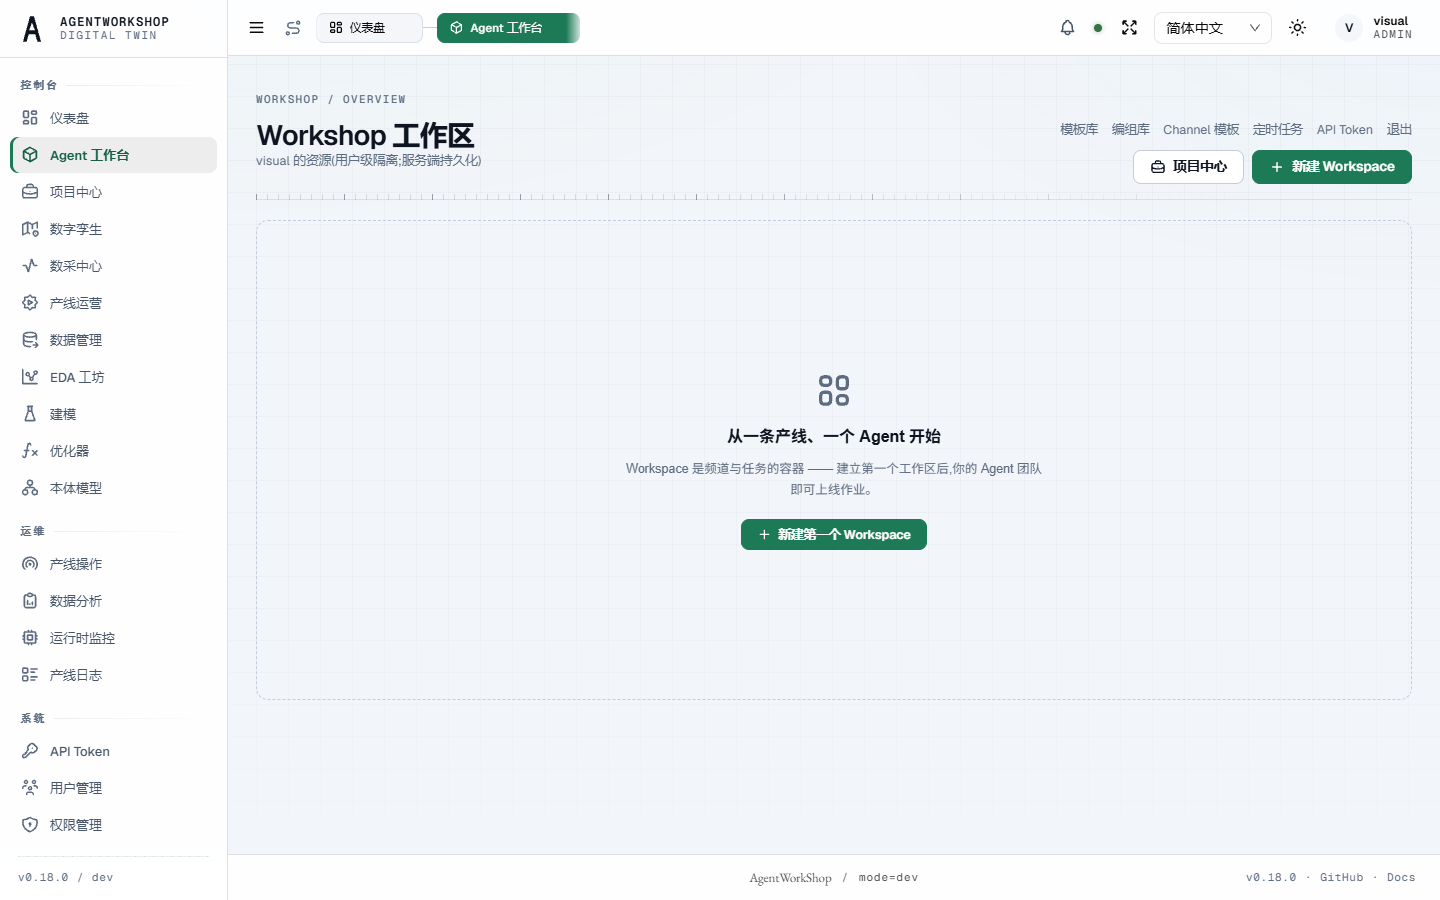 AGENTWORKSHOP
DIGITAL TWIN
控制台
仪表盘
Agent 工作台
项目中心
数字孪生
数采中心
产线运营
数据管理
EDA 工坊
建模
优化器
本体模型
运维
产线操作
数据分析
运行时监控
产线日志
系统
API Token
用户管理
权限管理
v0.18.0 / dev
仪表盘
Agent 工作台
简体中文
V
visual
ADMIN
WORKSHOP / OVERVIEW
Workshop 工作区
visual 的资源(用户级隔离;服务端持久化)
模板库 编组库 Channel 模板 定时任务 API Token 退出
项目中心
新建 Workspace
从一条产线、一个 Agent 开始
Workspace 是频道与任务的容器 —— 建立第一个工作区后,你的 Agent 团队
即可上线作业。
新建第一个 Workspace
AgentWorkShop / mode=dev
v0.18.0 · GitHub · Docs